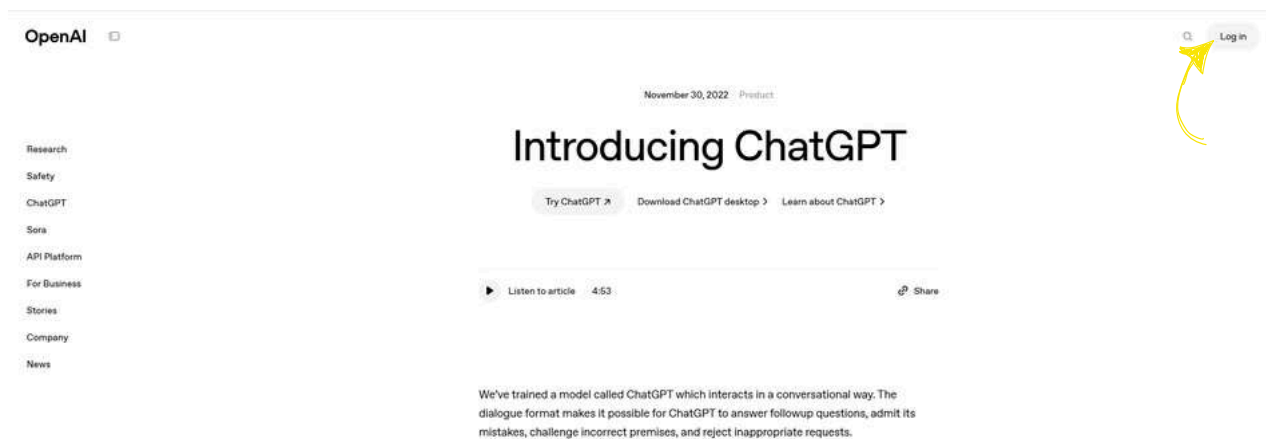 OpenAI
Log in
November 30, 2022 Product
Introducing ChatGPT
Try ChatGPT ↗ Download ChatGPT desktop > Learn about ChatGPT >
Research
Safety
ChatGPT
Sora
API Platform
For Business
Stories
Company
News
Listen to article 4:53 Share
We've trained a model called ChatGPT which interacts in a conversational way. The
dialogue format makes it possible for ChatGPT to answer followup questions, admit its
mistakes, challenge incorrect premises, and reject inappropriate requests.